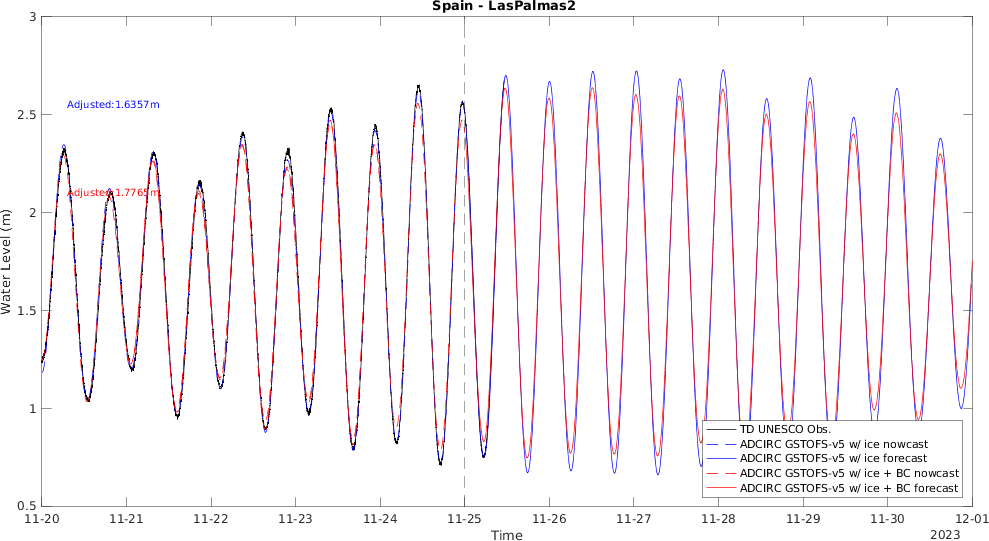 Spain - LasPalmas2
3
2.5
2
1.5
1
0.5
Water Level (m)
Adjusted:1.6357m
Adjusted:1.7765m
TD UNESCO Obs.
ADCIRC GSTOFS-v5 w/ ice nowcast
ADCIRC GSTOFS-v5 w/ ice forecast
ADCIRC GSTOFS-v5 w/ ice + BC nowcast
ADCIRC GSTOFS-v5 w/ ice + BC forecast
11-20 11-21 11-22 11-23 11-24 11-25 11-26 11-27 11-28 11-29 11-30 12-01
Time
2023